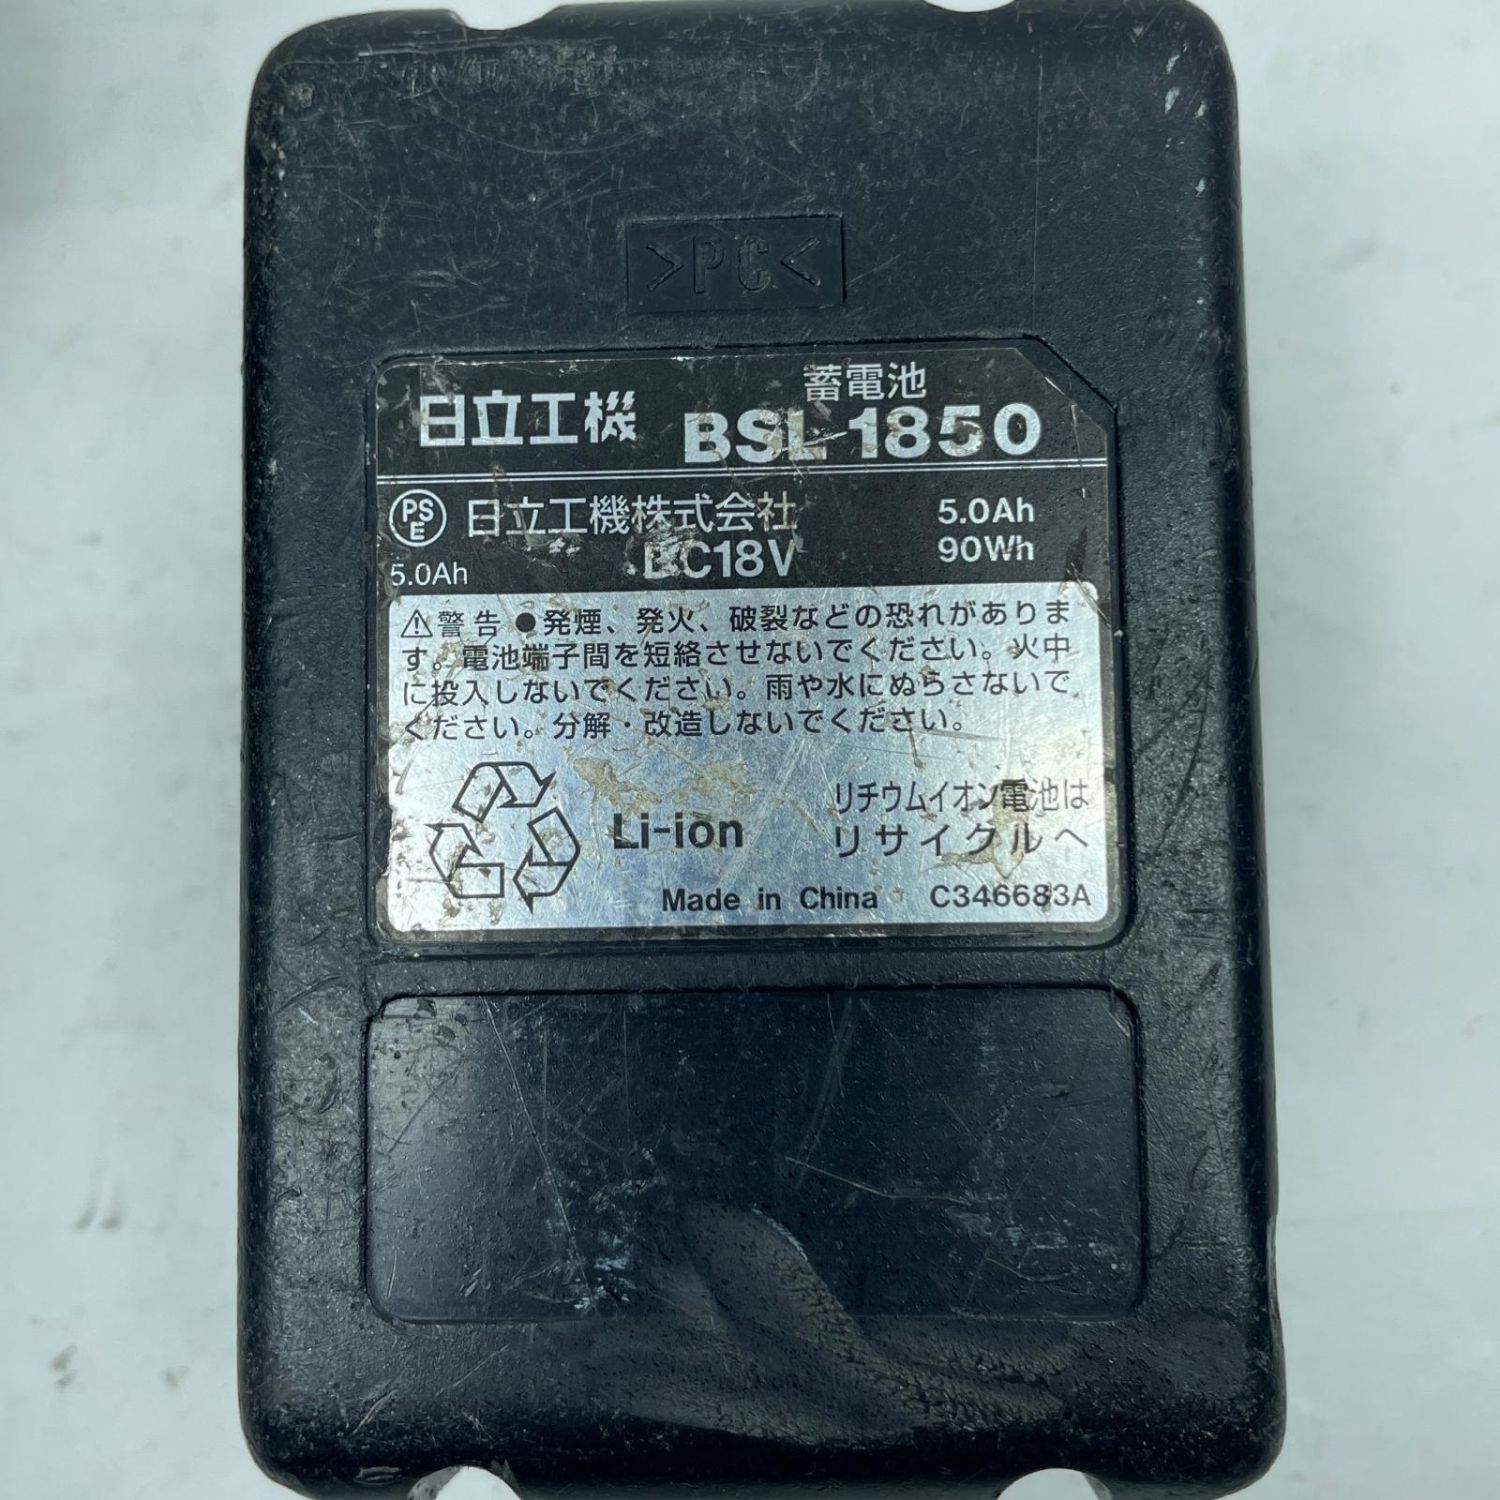 >PC<
蓄電池
日立工機 BSL 1850
PSE 日立工機株式会社 5.0Ah
5.0Ah DC18V 90Wh
⚠警告 ●発煙、発火、破裂などの恐れがありま
す。電池端子間を短絡させないでください。火中
に投入しないでください。雨や水にぬらさないで
ください。分解・改造しないでください。
リチウムイオン電池は
Li-ion リサイクルへ
Made in China C346683A